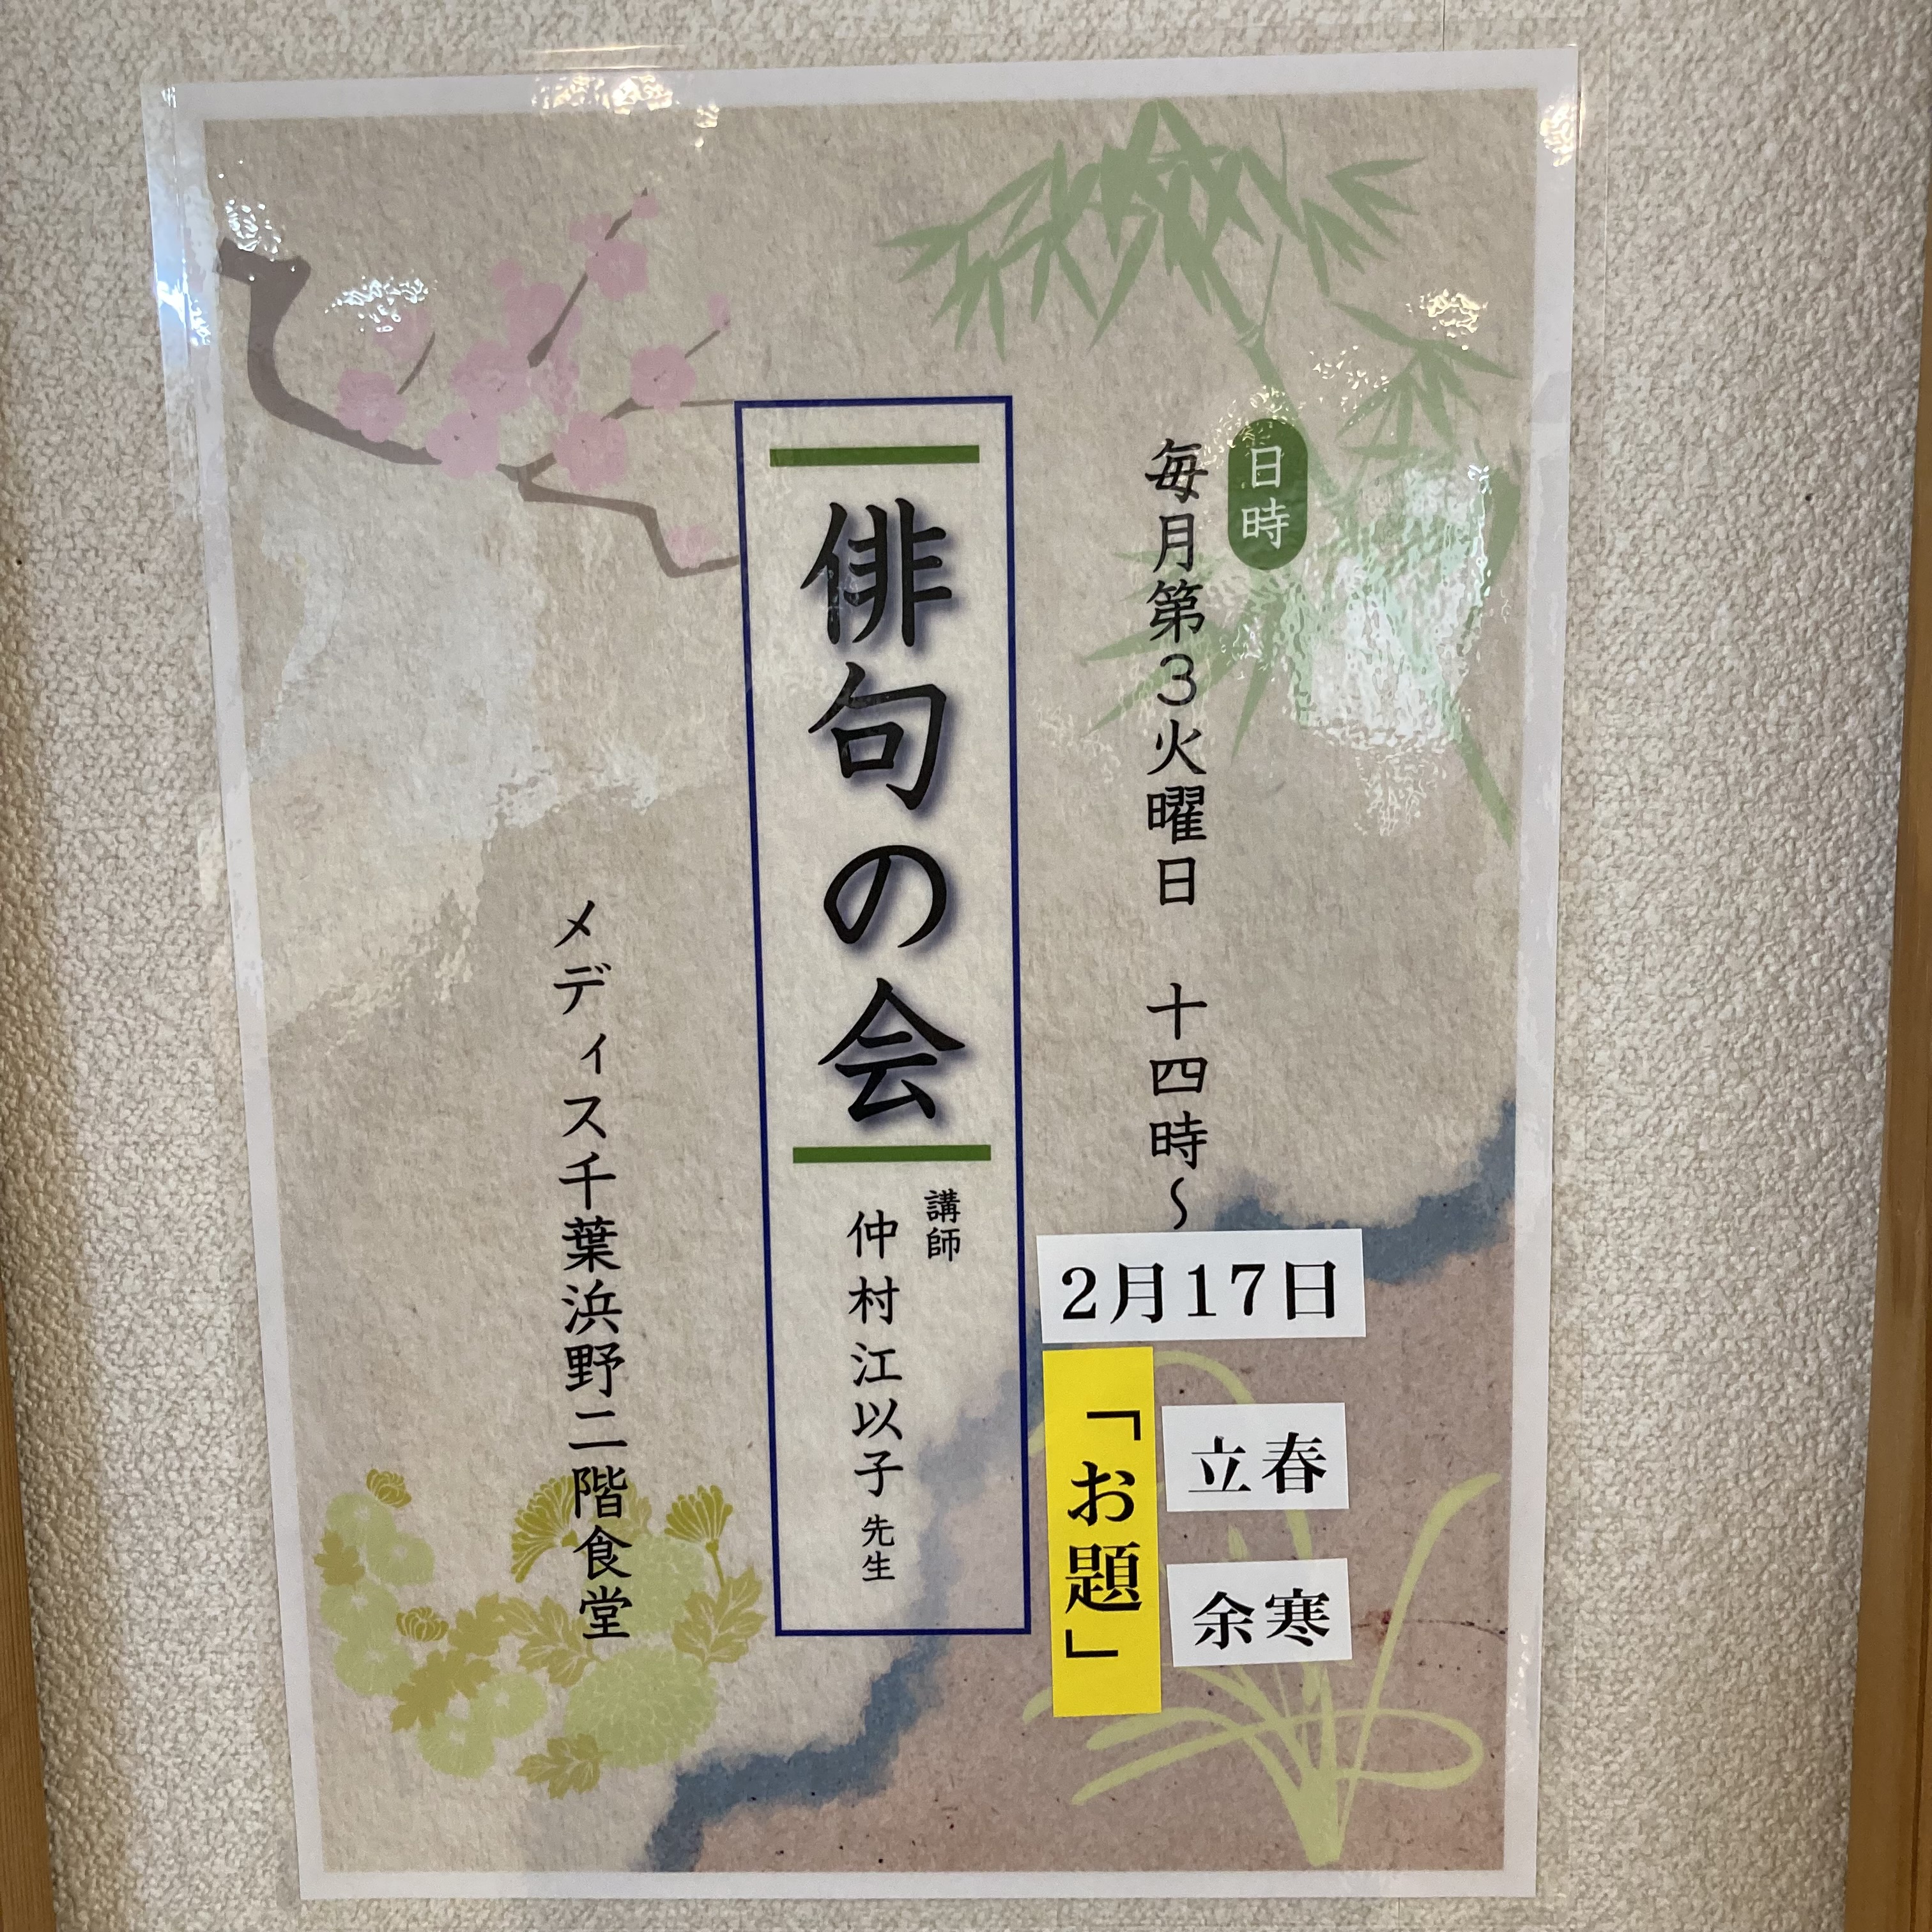 日時
毎月第3火曜日 十四時～
2月17日
「お題」
立春
余寒
俳句の会
講師
仲村江以子 先生
メディス千葉浜野二階食堂